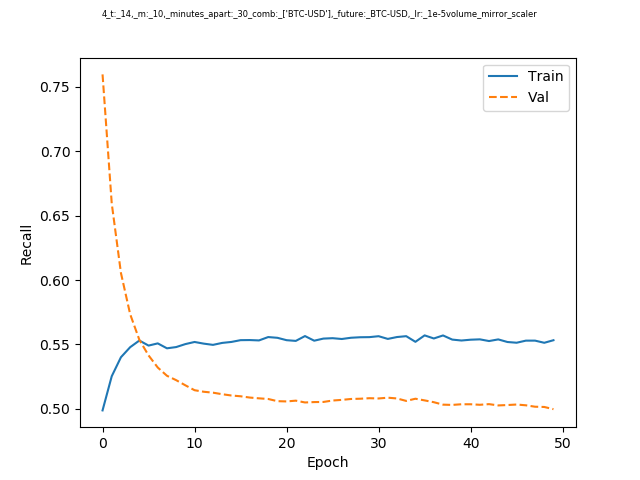 4_t:_14,_m:_10,_minutes_apart:_30_comb:_['BTC-USD'],_future:_BTC-USD,_lr:_1e-5volume_mirror_scaler
Train
Val
0.75
0.70
0.65
0.60
0.55
0.50
Recall
0 10 20 30 40 50
Epoch